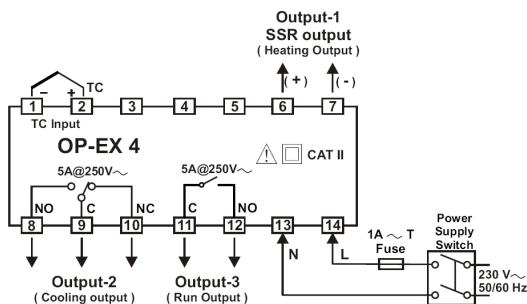 Output-1
SSR output
( Heating Output )
( + )
( - )
TC
− +
1 2 3 4 5 6 7
TC Input
OP-EX 4
CAT II
5A@250V~
5A@250V~
NO C NC C NO
8 9 10 11 12 13 14
N
L
1A ~ T
Fuse
Power
Supply
Switch
230 V~
50/60 Hz
Output-2
( Cooling output )
Output-3
( Run Output )